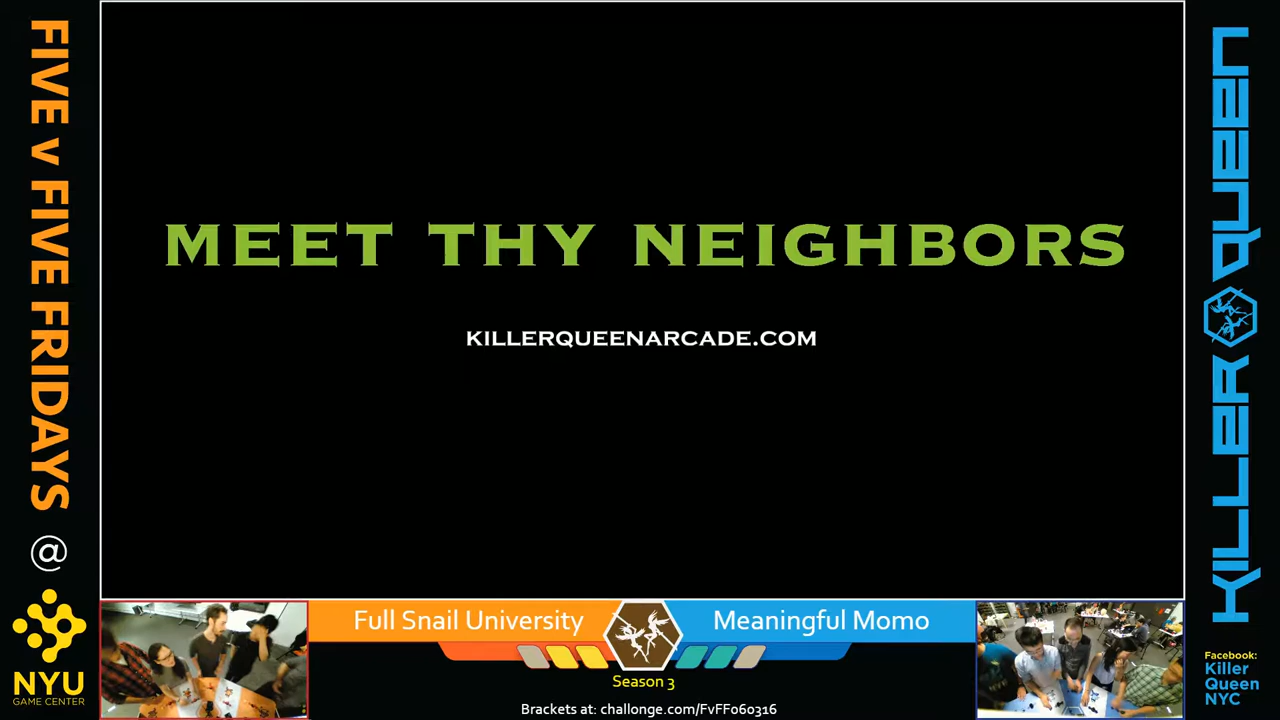 FIVE v FIVE FRIDAYS @
NYU
GAME CENTER
MEET THY NEIGHBORS
KILLERQUEENARCADE.COM
Full Snail University
Meaningful Momo
Season 3
Brackets at: challonge.com/FvFF060316
KILLER QUEEN
Facebook:
Killer
Queen
NYC